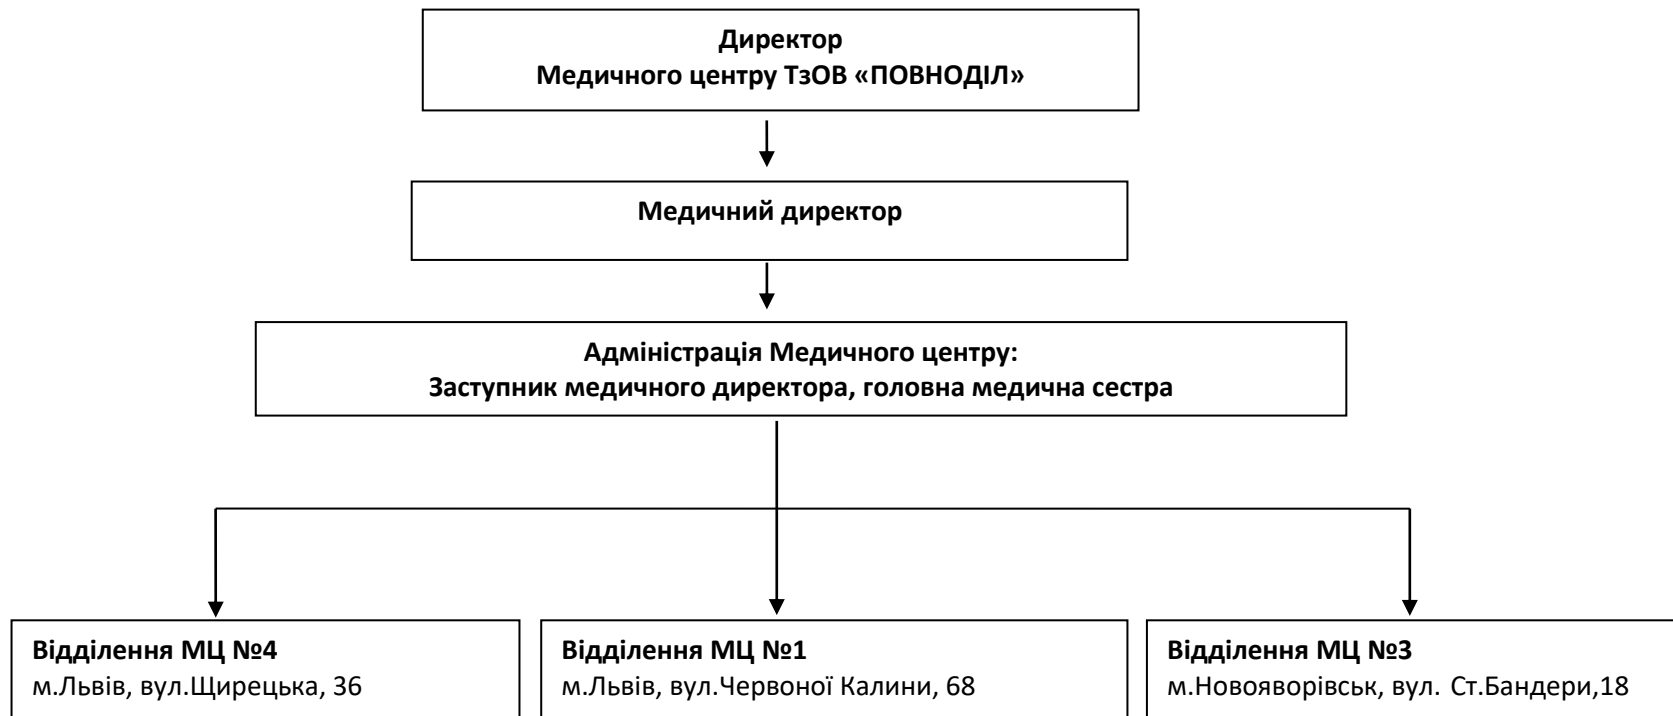 Директор
Медичного центру ТзОВ «ПОВНОДІЛ»
Медичний директор
Адміністрація Медичного центру:
Заступник медичного директора, головна медична сестра
Відділення МЦ №4
м.Львів, вул.Щирецька, 36
Відділення МЦ №1
м.Львів, вул.Червоної Калини, 68
Відділення МЦ №3
м.Новояворівськ, вул. Ст.Бандери,18